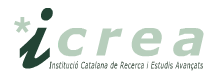 *icrea
Institució Catalana de Recerca i Estudis Avançats